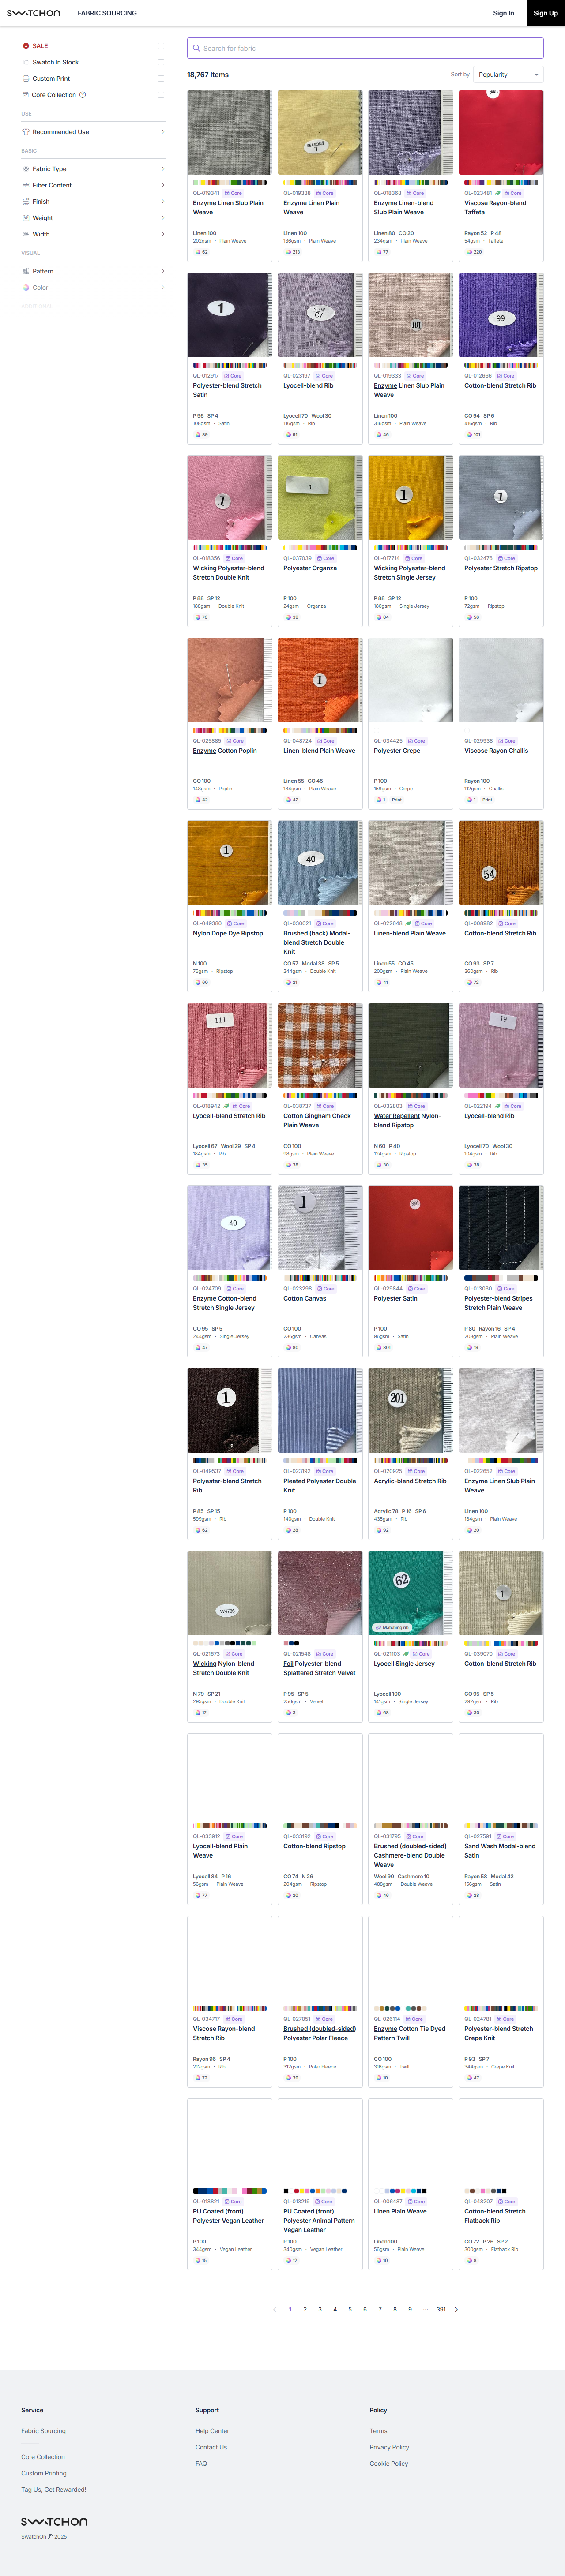 SWATCHON FABRIC SOURCING Sign In Sign Up
SALE
Swatch In Stock
Custom Print
Core Collection
USE
Recommended Use
BASIC
Fabric Type
Fiber Content
Finish
Weight
Width
VISUAL
Pattern
Color
Search for fabric
18,767 Items Sort by Popularity
QL-019341 Core
Enzyme Linen Slub Plain
Weave
Linen 100
202gsm · Plain Weave
62
QL-019338 Core
Enzyme Linen Plain
Weave
Linen 100
136gsm · Plain Weave
213
QL-019368 Core
Enzyme Linen-blend
Slub Plain Weave
Linen 80 CO 20
234gsm · Plain Weave
77
QL-023481 Core
Viscose Rayon-blend
Taffeta
Rayon 52 P 48
54gsm · Taffeta
220
QL-012917 Core
Polyester-blend Stretch
Satin
P 96 SP 4
108gsm · Satin
99
QL-023197 Core
Lyocell-blend Rib
Lyocell 70 Wool 30
116gsm · Rib
91
QL-019333 Core
Enzyme Linen Slub Plain
Weave
Linen 100
316gsm · Plain Weave
46
QL-012666 Core
Cotton-blend Stretch Rib
CO 94 SP 6
416gsm · Rib
101
QL-018356 Core
Wicking Polyester-blend
Stretch Double Knit
P 88 SP 12
188gsm · Double Knit
70
QL-037039 Core
Polyester Organza
P 100
24gsm · Organza
39
QL-017714 Core
Wicking Polyester-blend
Stretch Single Jersey
P 88 SP 12
160gsm · Single Jersey
84
QL-032476 Core
Polyester Stretch Ripstop
P 100
72gsm · Ripstop
56
QL-025885 Core
Enzyme Cotton Poplin
CO 100
148gsm · Poplin
42
QL-048724 Core
Linen-blend Plain Weave
Linen 55 CO 45
184gsm · Plain Weave
42
QL-034425 Core
Polyester Crepe
P 100
158gsm · Crepe
1 Print
QL-029938 Core
Viscose Rayon Challis
Rayon 100
112gsm · Challis
1 Print
QL-049380 Core
Nylon Dope Dye Ripstop
N 100
76gsm · Ripstop
60
QL-030021 Core
Brushed (back) Modal-
blend Stretch Double
Knit
CO 57 Modal 38 SP 5
244gsm · Double Knit
21
QL-022648 Core
Linen-blend Plain Weave
Linen 55 CO 45
200gsm · Plain Weave
41
QL-008982 Core
Cotton-blend Stretch Rib
CO 93 SP 7
360gsm · Rib
72
QL-018942 Core
Lyocell-blend Stretch Rib
Lyocell 67 Wool 29 SP 4
184gsm · Rib
35
QL-038737 Core
Cotton Gingham Check
Plain Weave
CO 100
98gsm · Plain Weave
38
QL-032803 Core
Water Repellent Nylon-
blend Ripstop
N 60 P 40
124gsm · Ripstop
30
QL-022194 Core
Lyocell-blend Rib
Lyocell 70 Wool 30
104gsm · Rib
38
QL-024709 Core
Enzyme Cotton-blend
Stretch Single Jersey
CO 95 SP 5
244gsm · Single Jersey
47
QL-023298 Core
Cotton Canvas
CO 100
236gsm · Canvas
80
QL-028844 Core
Polyester Satin
P 100
96gsm · Satin
301
QL-013030 Core
Polyester-blend Stripes
Stretch Plain Weave
P 80 Rayon 16 SP 4
208gsm · Plain Weave
18
QL-049537 Core
Polyester-blend Stretch
Rib
P 85 SP 15
599gsm · Rib
62
QL-023192 Core
Pleated Polyester Double
Knit
P 100
140gsm · Double Knit
28
QL-020925 Core
Acrylic-blend Stretch Rib
Acrylic 78 P 16 SP 6
435gsm · Rib
92
QL-022652 Core
Enzyme Linen Slub Plain
Weave
Linen 100
184gsm · Plain Weave
20
QL-021673 Core
Wicking Nylon-blend
Stretch Double Knit
N 79 SP 21
295gsm · Double Knit
12
QL-021548 Core
Foil Polyester-blend
Splattered Stretch Velvet
P 95 SP 5
256gsm · Velvet
3
Matching rib
QL-021103 Core
Lyocell Single Jersey
Lyocell 100
141gsm · Single Jersey
68
QL-039070 Core
Cotton-blend Stretch Rib
CO 95 SP 5
292gsm · Rib
30
QL-033912 Core
Lyocell-blend Plain
Weave
Lyocell 84 P 16
56gsm · Plain Weave
77
QL-033192 Core
Cotton-blend Ripstop
CO 74 N 26
204gsm · Ripstop
20
QL-031795 Core
Brushed (doubled-sided)
Cashmere-blend Double
Weave
Wool 90 Cashmere 10
488gsm · Double Weave
46
QL-027591 Core
Sand Wash Modal-blend
Satin
Rayon 58 Modal 42
156gsm · Satin
28
QL-034717 Core
Viscose Rayon-blend
Stretch Rib
Rayon 96 SP 4
212gsm · Rib
72
QL-027051 Core
Brushed (doubled-sided)
Polyester Polar Fleece
P 100
312gsm · Polar Fleece
39
QL-028114 Core
Enzyme Cotton Tie Dyed
Pattern Twill
CO 100
316gsm · Twill
10
QL-024781 Core
Polyester-blend Stretch
Crepe Knit
P 93 SP 7
344gsm · Crepe Knit
47
QL-018821 Core
PU Coated (front)
Polyester Vegan Leather
P 100
344gsm · Vegan Leather
15
QL-013219 Core
PU Coated (front)
Polyester Animal Pattern
Vegan Leather
P 100
340gsm · Vegan Leather
12
QL-006487 Core
Linen Plain Weave
Linen 100
56gsm · Plain Weave
10
QL-048207 Core
Cotton-blend Stretch
Flatback Rib
CO 72 P 26 SP 2
300gsm · Flatback Rib
8
1 2 3 4 5 6 7 8 9 ··· 391
Service
Fabric Sourcing
Core Collection
Custom Printing
Tag Us, Get Rewarded!
Support
Help Center
Contact Us
FAQ
Policy
Terms
Privacy Policy
Cookie Policy
SWATCHON
SwatchOn ⓒ 2025